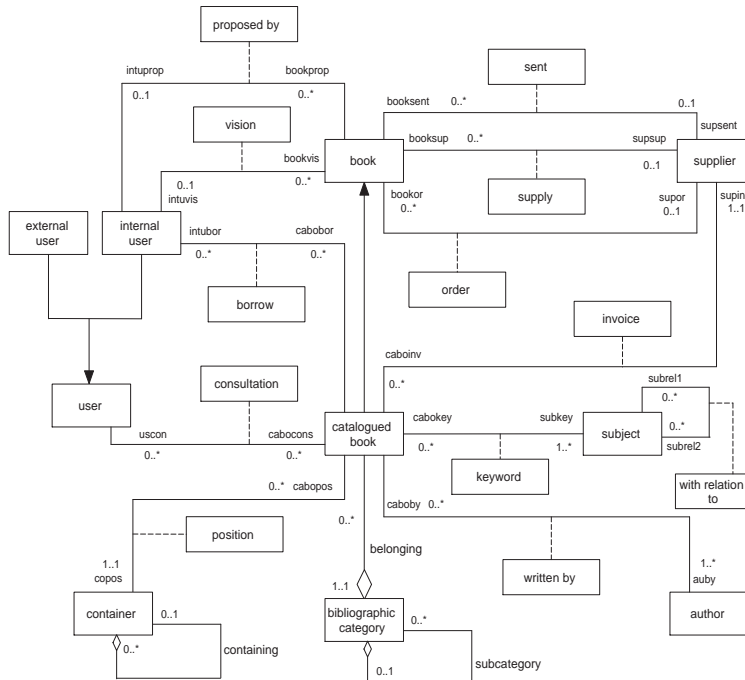 proposed by
intuprop
bookprop
0..1
0..*
sent
booksent
0..*
0..1
supsent
vision
booksup
0..*
supsup
0..1
bookvis
0..*
book
supplier
0..1
intuvis
bookor
0..*
supply
supor
0..1
supin
1..1
external
user
internal
user
intubor
0..*
cabobor
0..*
borrow
order
invoice
caboinv
0..*
consultation
subrel1
0..*
user
uscon
0..*
cabocons
0..*
catalogued
book
cabokey
0..*
subkey
1..*
subject
0..*
subrel2
keyword
with relation
to
0..*
cabopos
caboby
0..*
0..*
position
belonging
written by
1..1
copos
1..1
1..*
auby
container
0..1
0..*
containing
bibliographic
category
0..*
0..1
subcategory
author